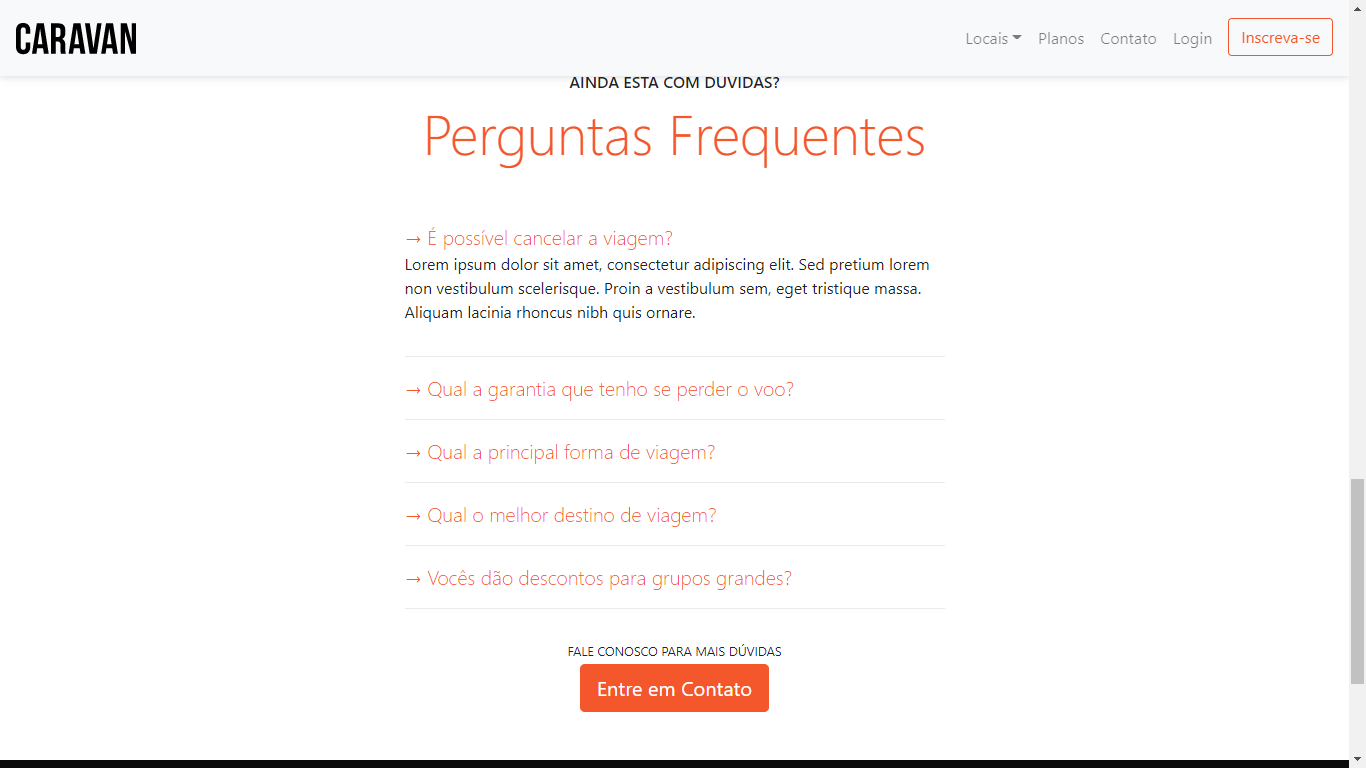 CARAVAN
Locais Planos Contato Login Inscreva-se
AINDA ESTA COM DUVIDAS?
Perguntas Frequentes
→ É possível cancelar a viagem?
Lorem ipsum dolor sit amet, consectetur adipiscing elit. Sed pretium lorem
non vestibulum scelerisque. Proin a vestibulum sem, eget tristique massa.
Aliquam lacinia rhoncus nibh quis ornare.
→ Qual a garantia que tenho se perder o voo?
→ Qual a principal forma de viagem?
→ Qual o melhor destino de viagem?
→ Vocês dão descontos para grupos grandes?
FALE CONOSCO PARA MAIS DÚVIDAS
Entre em Contato